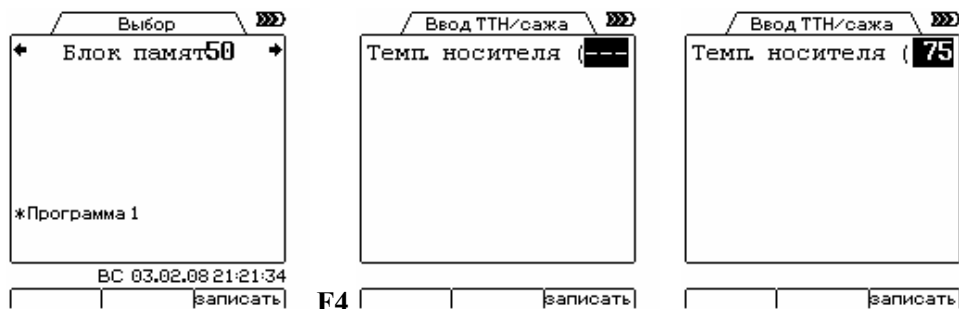 Выбор
Блок памят50
*Программа 1
ВС 03.02.08 21:21:34
записать
F4
Ввод ТТН/сажа
Темп. носителя (---
записать
Ввод ТТН/сажа
Темп. носителя ( 75
записать